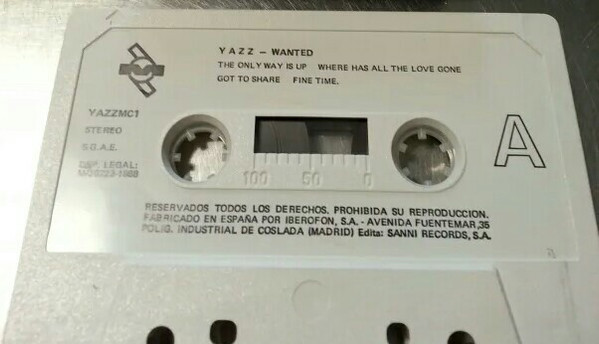 YAZZ – WANTED
THE ONLY WAY IS UP WHERE HAS ALL THE LOVE GONE
GOT TO SHARE FINE TIME.
YAZZMC1
STEREO
S.G.A.E.
DEP. LEGAL:
A
100 50 0
RESERVADOS TODOS LOS DERECHOS. PROHIBIDA SU REPRODUCCION.
FABRICADO EN ESPAÑA POR IBEROFON, S.A. - AVENIDA FUENTEMAR,35
POLIG. INDUSTRIAL DE COSLADA (MADRID) Edita: SANNI RECORDS, S.A.